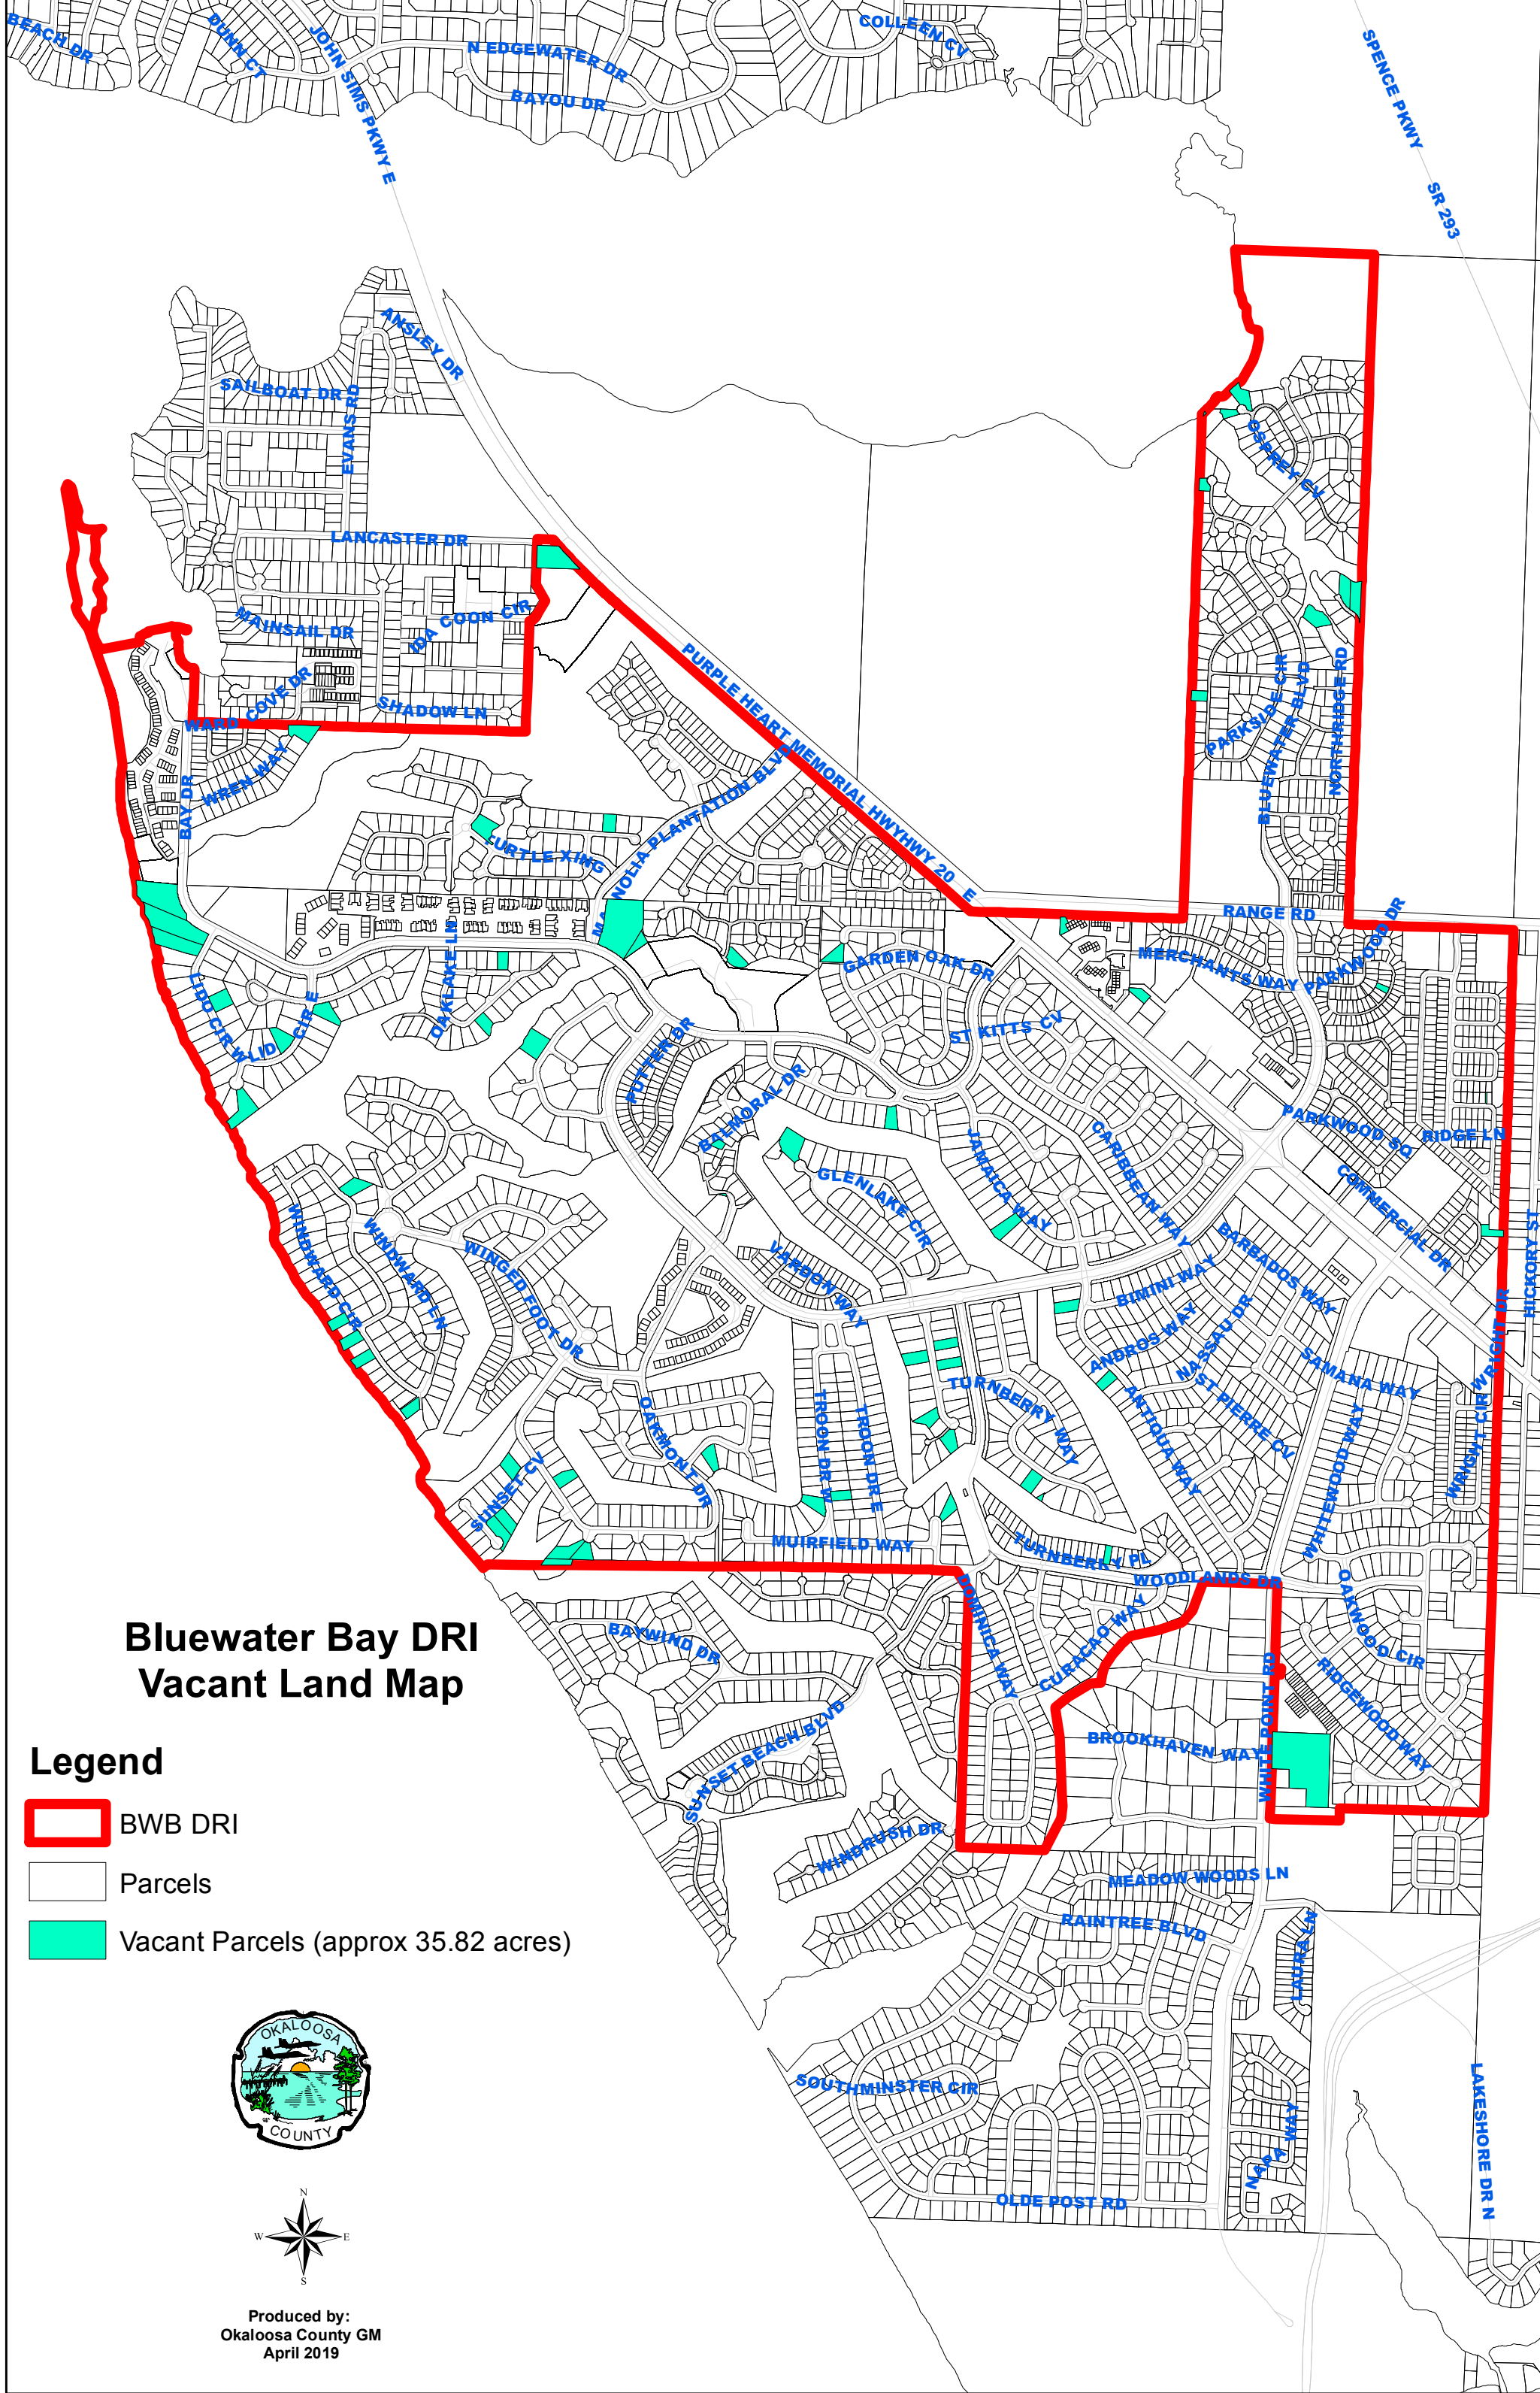 BEACH DR
DUNN CT
JOHN SIMS PKWY E
N EDGEWATER DR
BAYOU DR
COLLEEN CV
SPENCE PKWY
SR 293
ANSLEY DR
SAILBOAT DR
EVANS RD
OSPREY CV
LANCASTER DR
IDA COON CIR
MAINSAIL DR
SHADOW LN
WARD COVE DR
WREN WAY
BAY DR
PURPLE HEART MEMORIAL HWY
HWY 20 E
PARKSIDE CIR
BLUEWATER BLVD
NORTHRIDGE RD
MAGNOLIA PLANTATION BLVD
TURTLE XING
RANGE RD
MERCHANTS WAY
PARKWOOD DR
GARDEN OAK DR
OAKLAKE LN
LIDO CIR W
LIDO CIR E
ST KITTS CV
PUTTER DR
BALMORAL DR
JAMAICA WAY
CARIBBEAN WAY
PARKWOOD SQ
RIDGE LN
COMMERCIAL DR
GLENLAKE CIR
WINDWARD CIR
WINDWARD LN
WINGED FOOT DR
VARDON WAY
BARBADOS WAY
BIMINI WAY
HICKORY ST
WRIGHT DR
ANDROS WAY
NASSAU DR
SAMANA WAY
TURNBERRY WAY
ST PIERRE CV
ANTIQUA WAY
TROON DR W
TROON DR E
OAKMONT DR
WRIGHT CIR
WHITEWOOD WAY
SUNSET CV
MUIRFIELD WAY
TURNBERRY PL
WOODLANDS DR
DOMINICA WAY
CURACAO WAY
OAKWOOD CIR
BAYWIND DR
RIDGEWOOD WAY
WHITE POINT RD
BROOKHAVEN WAY
SUNSET BEACH BLVD
WINDRUSH DR
MEADOW WOODS LN
RAINTREE BLVD
LAURA LN
SOUTHMINSTER CIR
NAPA WAY
LAKESHORE DR N
OLDE POST RD
Bluewater Bay DRI
Vacant Land Map
Legend
BWB DRI
Parcels
Vacant Parcels (approx 35.82 acres)
OKALOOSA
COUNTY
N
W
E
S
Produced by:
Okaloosa County GM
April 2019